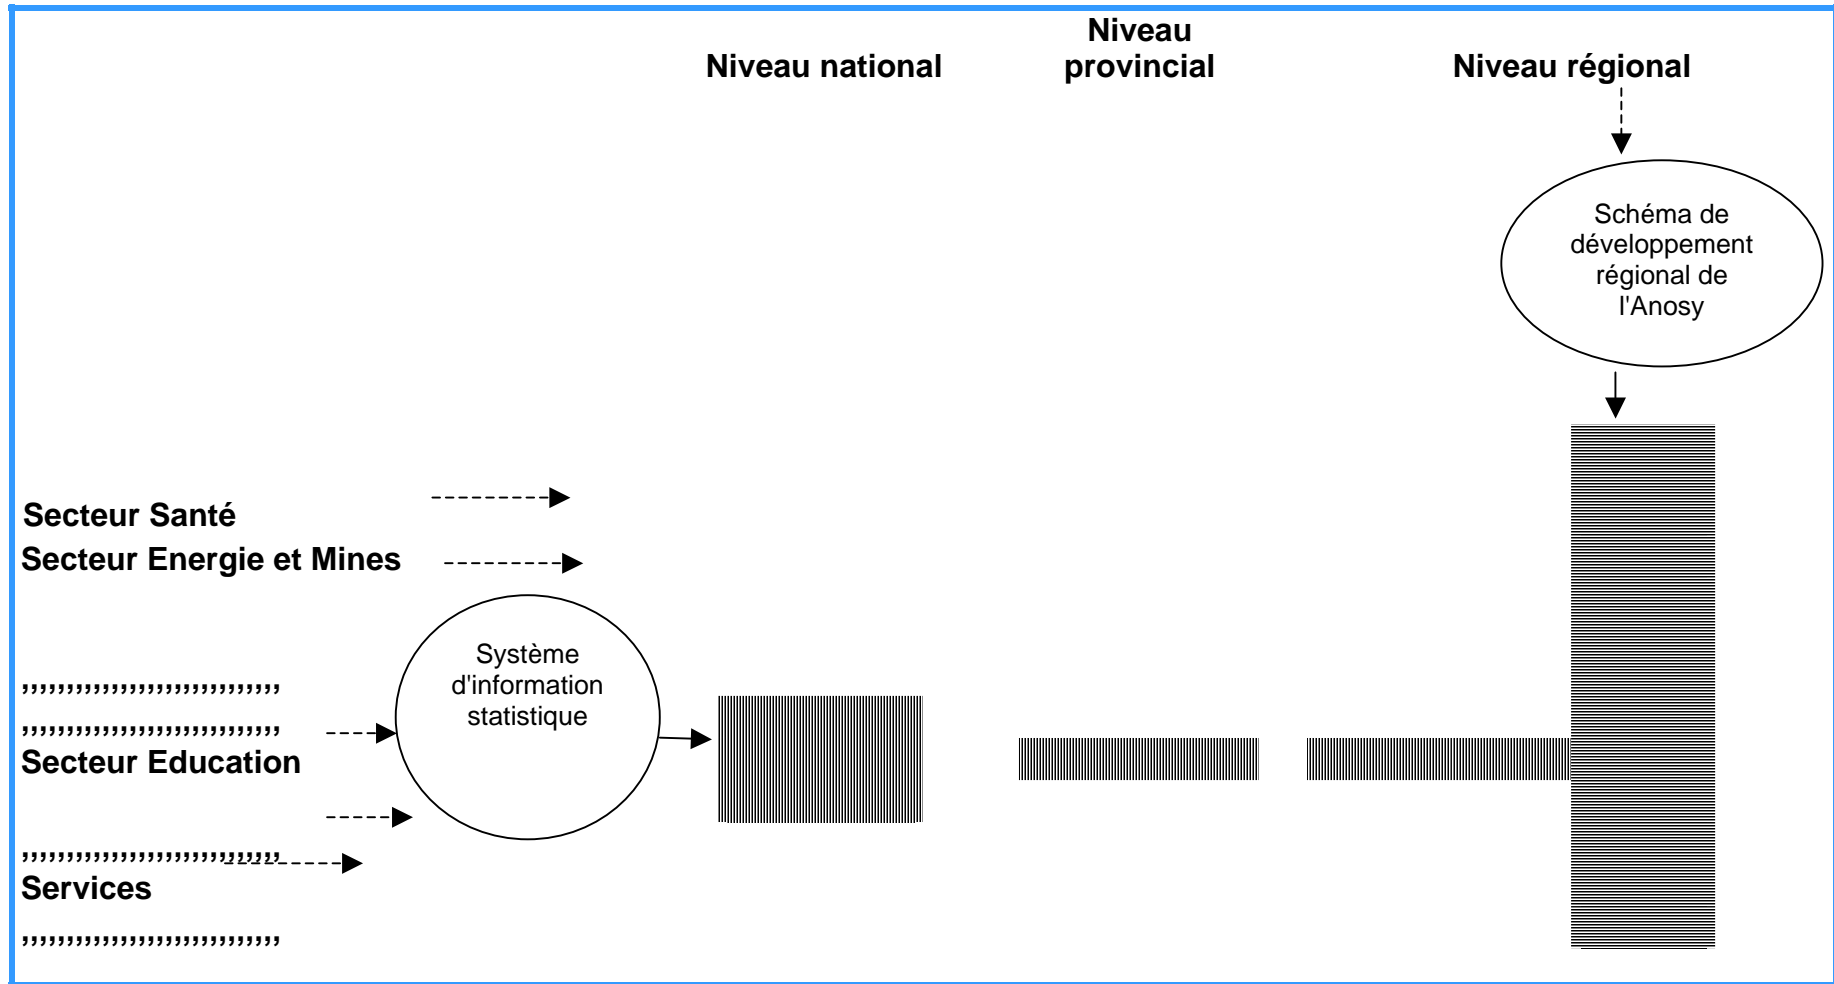 Niveau national
Niveau
provincial
Niveau régional
Schéma de
développement
régional de
l'Anosy
Secteur Santé
Secteur Energie et Mines
Système
d'information
statistique
,,,,,,,,,,,,,,,,,,,,,,,,,,,,,
,,,,,,,,,,,,,,,,,,,,,,,,,,,,,
Secteur Education
,,,,,,,,,,,,,,,,,,,,,,,,,,,,,
Services
,,,,,,,,,,,,,,,,,,,,,,,,,,,,,